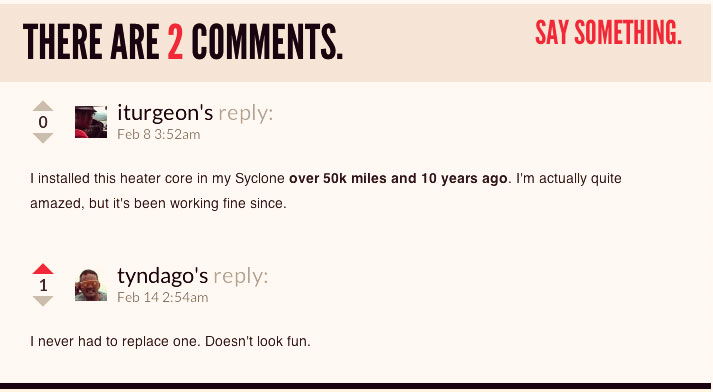 THERE ARE 2 COMMENTS.
SAY SOMETHING.
0
iturgeon's reply:
Feb 8 3:52am
I installed this heater core in my Syclone over 50k miles and 10 years ago. I'm actually quite
amazed, but it's been working fine since.
1
tyndago's reply:
Feb 14 2:54am
I never had to replace one. Doesn't look fun.